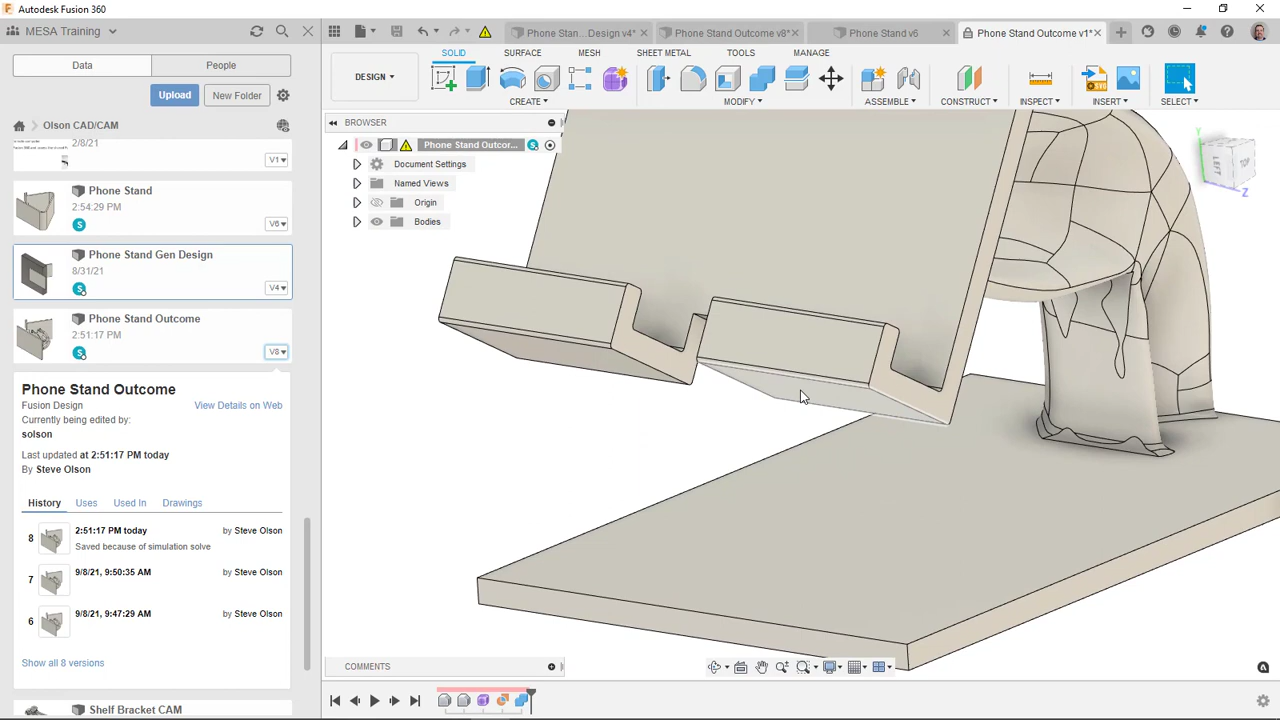 Autodesk Fusion 360
MESA Training
Phone Stan...Design v4*
Phone Stand Outcome v8*
Phone Stand v6
Phone Stand Outcome v1*
Data
People
Upload
New Folder
DESIGN
SOLID
SURFACE
MESH
SHEET METAL
TOOLS
MANAGE
CREATE
MODIFY
ASSEMBLE
CONSTRUCT
INSPECT
INSERT
SELECT
Olson CAD/CAM
2/8/21
V1
Phone Stand
2:54:29 PM
V6
Phone Stand Gen Design
8/31/21
V4
Phone Stand Outcome
2:51:17 PM
V8
BROWSER
Phone Stand Outcor...
Document Settings
Named Views
Origin
Bodies
LEFT
TOP
Y
Z
Phone Stand Outcome
Fusion Design
View Details on Web
Currently being edited by:
solson
Last updated at 2:51:17 PM today
By Steve Olson
History
Uses
Used In
Drawings
8
2:51:17 PM today
by Steve Olson
Saved because of simulation solve
7
9/8/21, 9:50:35 AM
by Steve Olson
6
9/8/21, 9:47:29 AM
by Steve Olson
Show all 8 versions
Shelf Bracket CAM
COMMENTS